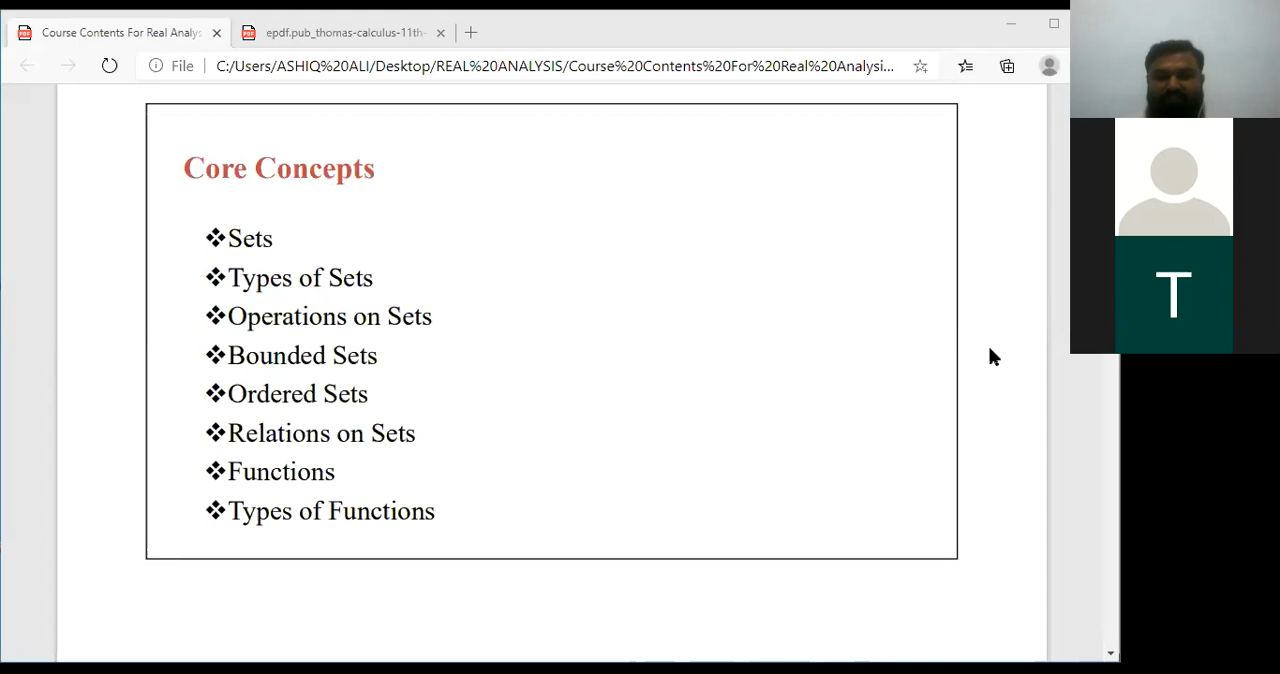 Course Contents For Real Analys
epdf.pub_thomas-calculus-11th-
File
C:/Users/ASHIQ%20ALI/Desktop/REAL%20ANALYSIS/Course%20Contents%20For%20Real%20Analysi...
Core Concepts
❖Sets
❖Types of Sets
❖Operations on Sets
❖Bounded Sets
❖Ordered Sets
❖Relations on Sets
❖Functions
❖Types of Functions
T